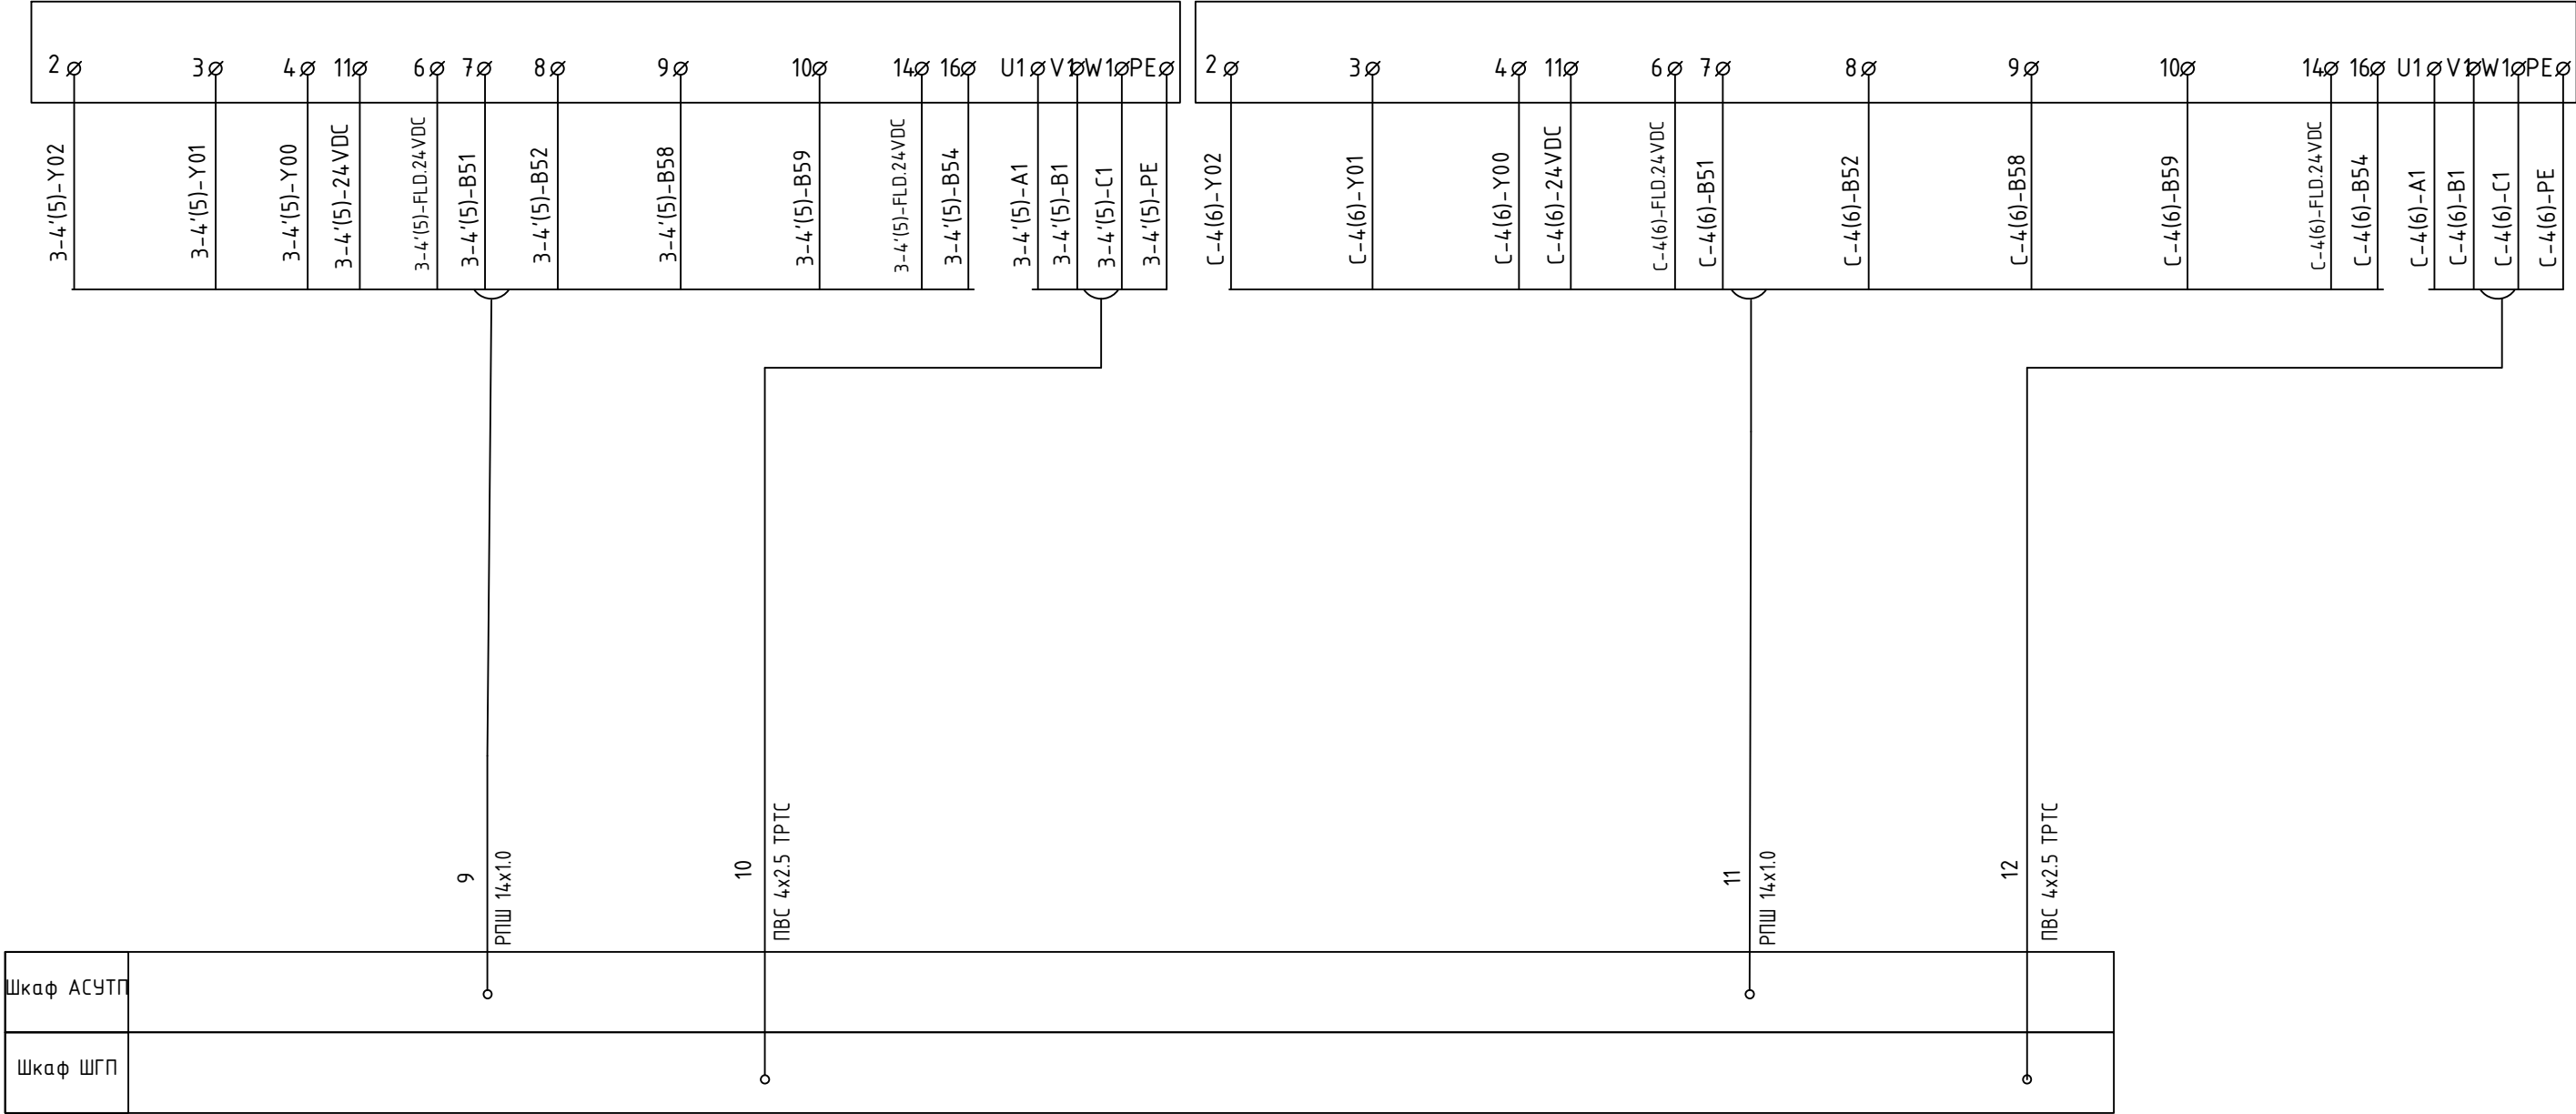 2 3 4 11 6 7 8 9 10 14 16 U1 V1 W1 PE
2 3 4 11 6 7 8 9 10 14 16 U1 V1 W1 PE
3-4'(5)-Y02
3-4'(5)-Y01
3-4'(5)-Y00
3-4'(5)-24VDC
3-4'(5)-FLD.24VDC
3-4'(5)-B51
3-4'(5)-B52
3-4'(5)-B58
3-4'(5)-B59
3-4'(5)-FLD.24VDC
3-4'(5)-B54
3-4'(5)-A1
3-4'(5)-B1
3-4'(5)-C1
3-4'(5)-PE
С-4(6)-Y02
С-4(6)-Y01
С-4(6)-Y00
С-4(6)-24VDC
С-4(6)-FLD.24VDC
С-4(6)-B51
С-4(6)-B52
С-4(6)-B58
С-4(6)-B59
С-4(6)-FLD.24VDC
С-4(6)-B54
С-4(6)-A1
С-4(6)-B1
С-4(6)-C1
С-4(6)-PE
9
РПШ 14х1.0
10
ПВС 4х2.5 ТРТС
11
РПШ 14х1.0
12
ПВС 4х2.5 ТРТС
Шкаф АСУТП
Шкаф ШГП